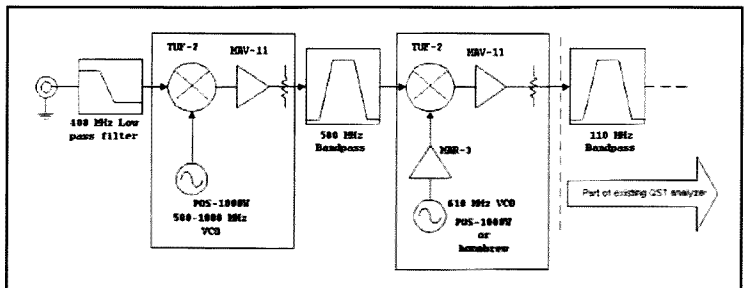 TUF-2
MAV-11
TUF-2
MAV-11
400 MHz Low
pass filter
500 MHz
Bandpass
110 MHz
Bandpass
MAR-3
POS-1000W
500-1000 MHz
VCO
610 MHz VCO
POS-1000W
or
homebrew
Part of existing QST analyzer